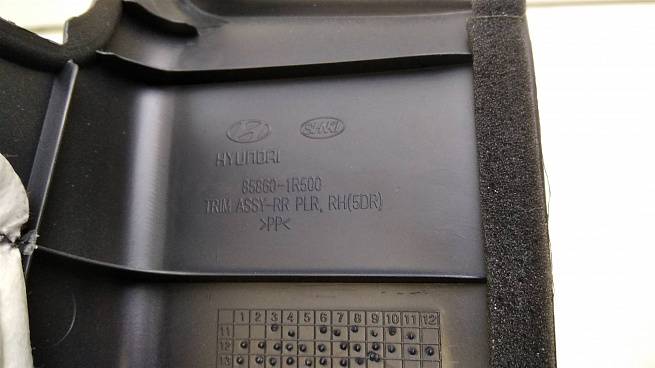 HYUNDAI
85860-1R500
TRIM ASSY-RR PLR, RH(5DR)
>PP<
1 2 3 4 5 6 7 8 9 10 11 12
11
12
13